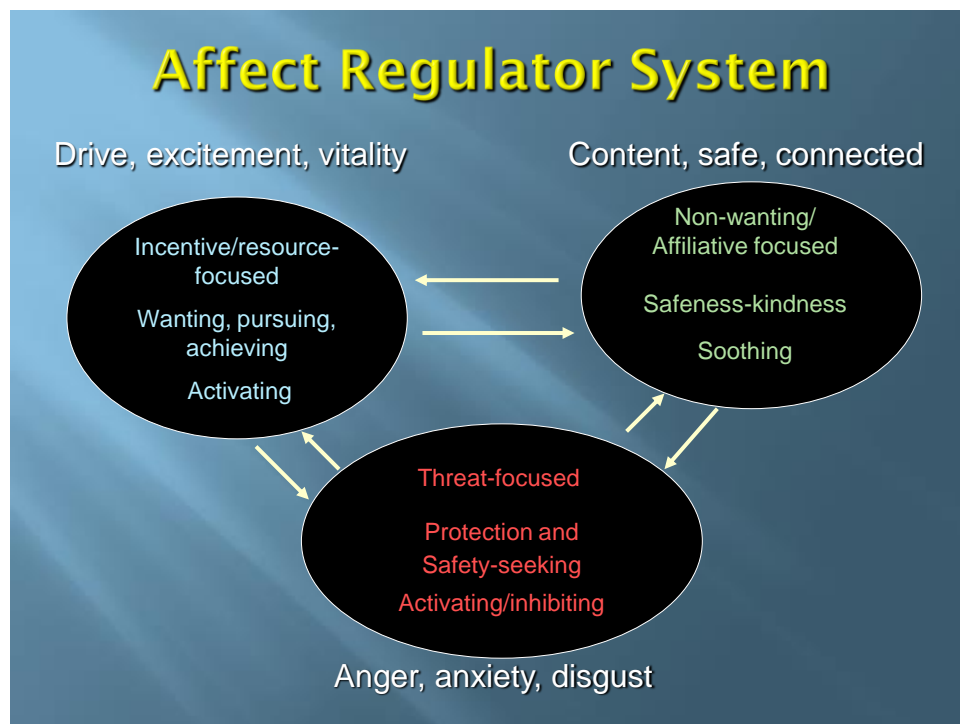 Affect Regulator System
Drive, excitement, vitality
Content, safe, connected
Incentive/resource-
focused
Wanting, pursuing,
achieving
Activating
Non-wanting/
Affiliative focused
Safeness-kindness
Soothing
Threat-focused
Protection and
Safety-seeking
Activating/inhibiting
Anger, anxiety, disgust